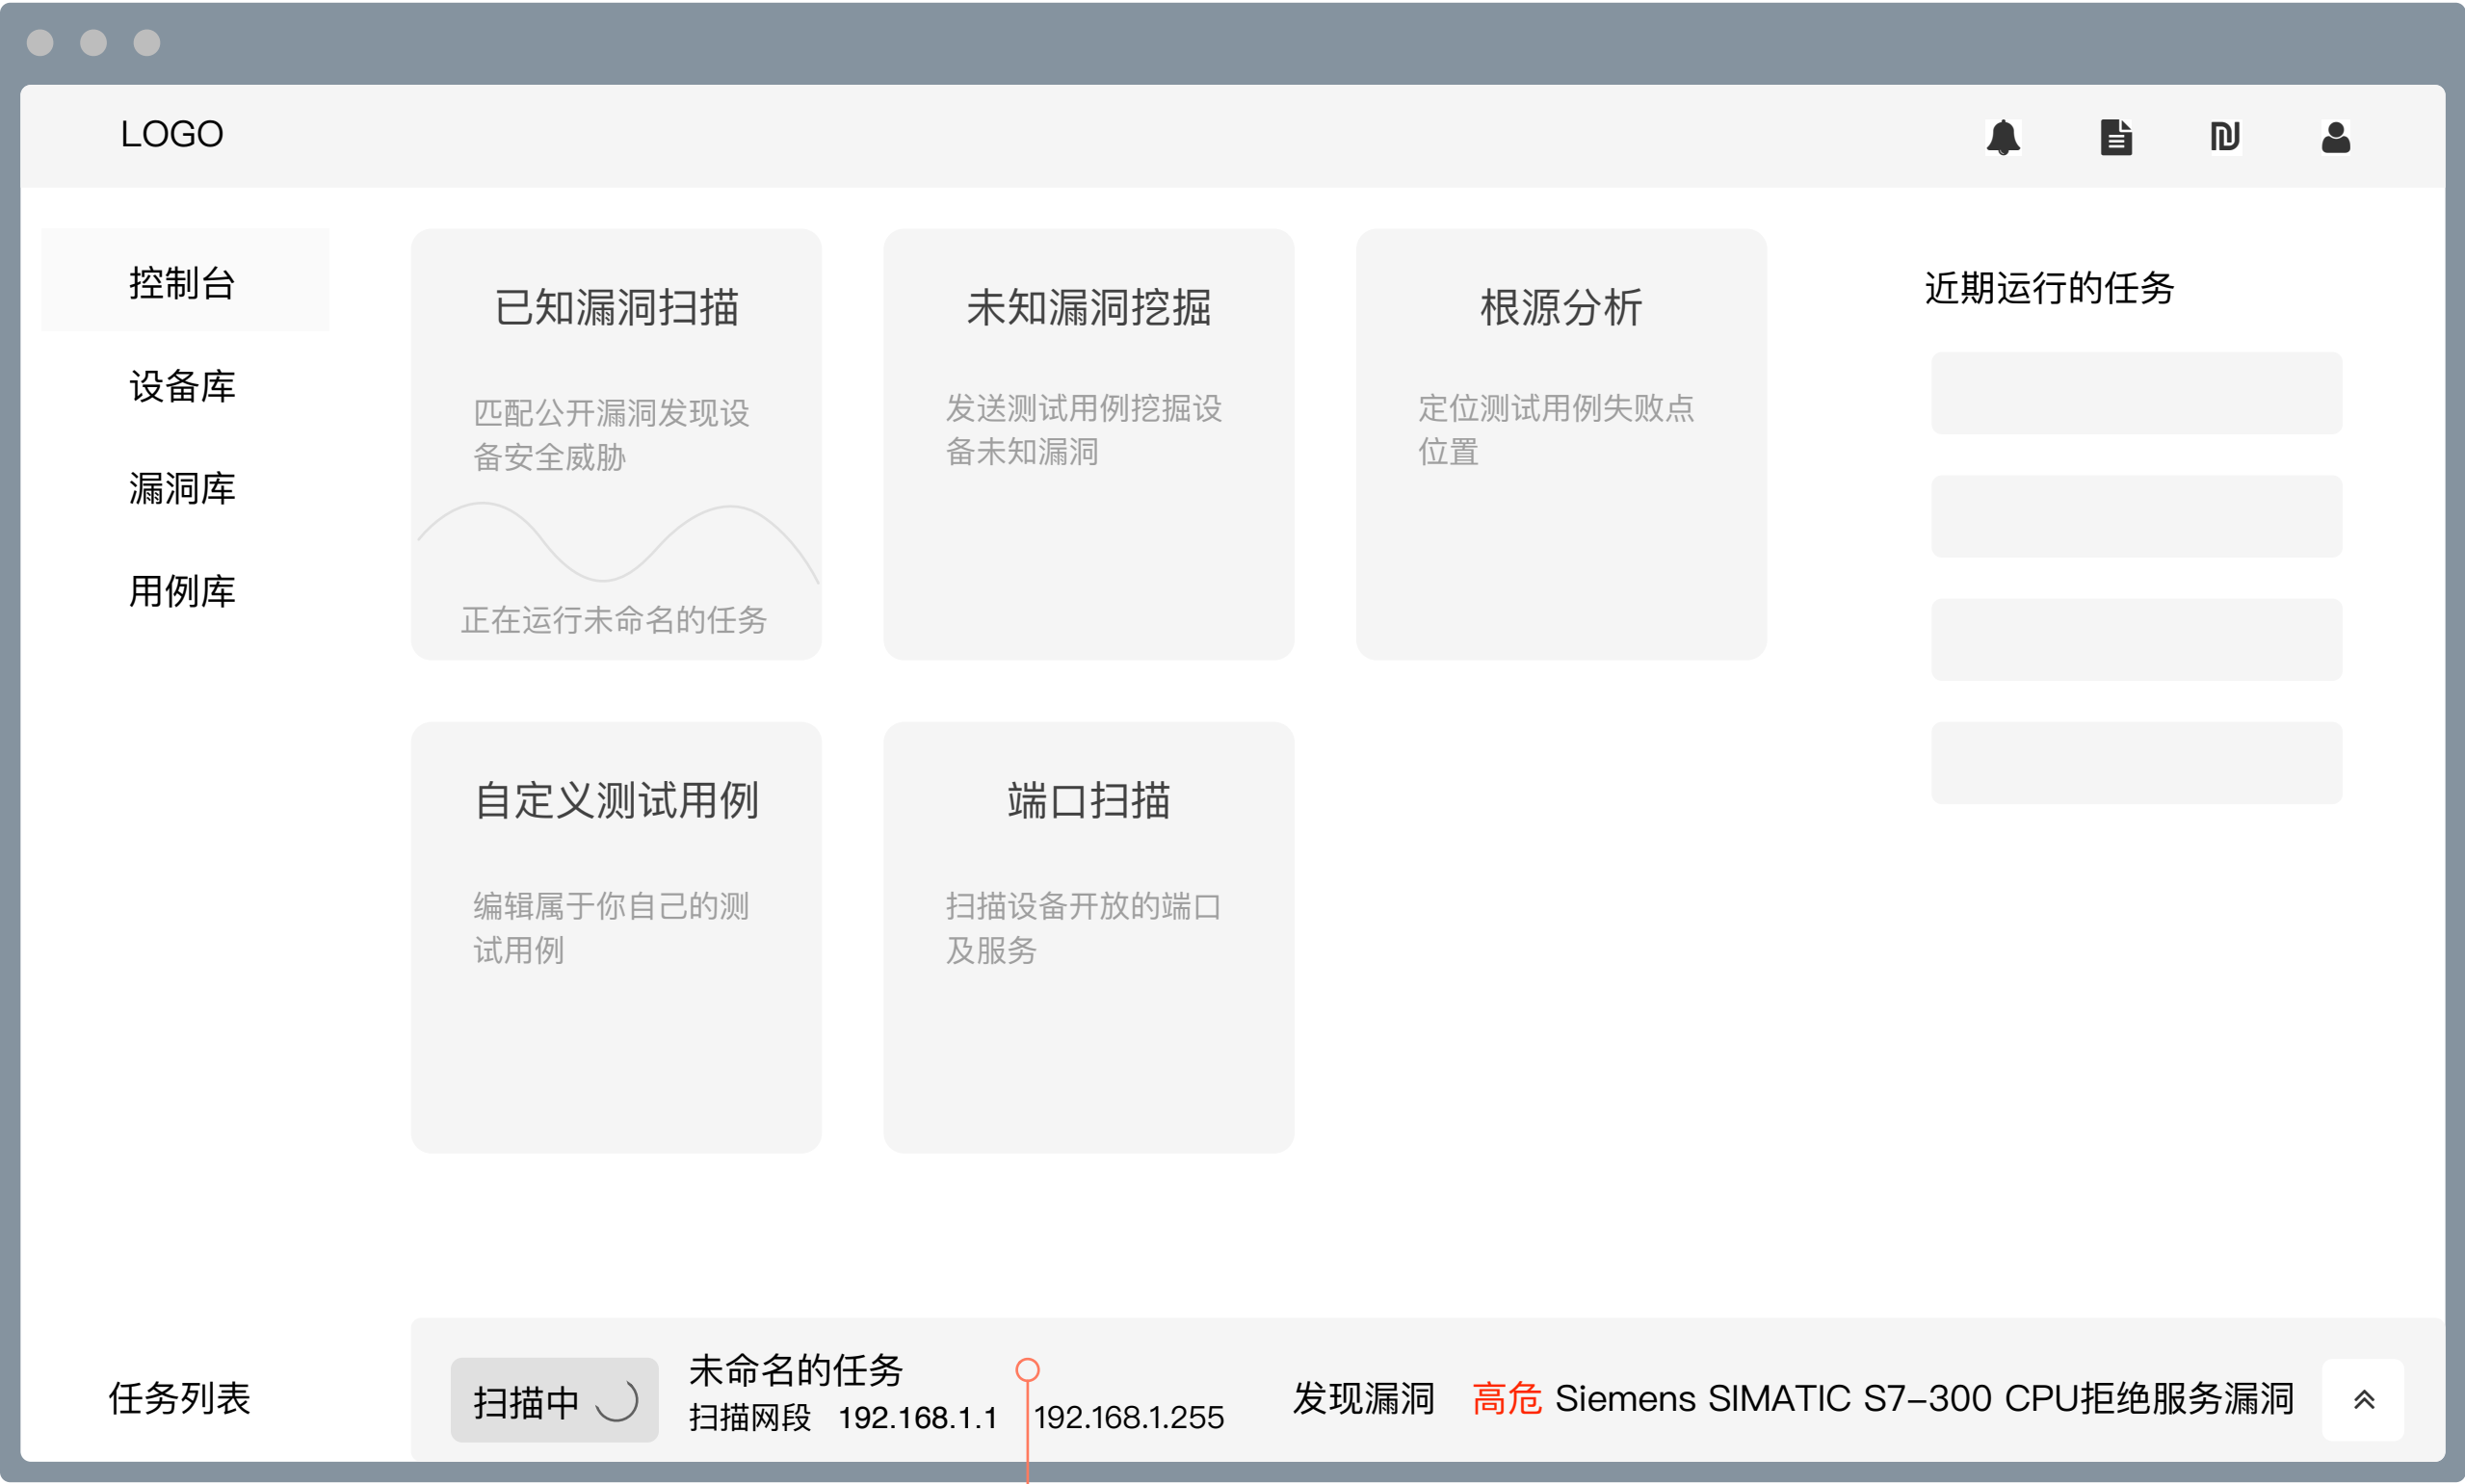 LOGO
控制台
设备库
漏洞库
用例库
已知漏洞扫描
匹配公开漏洞发现设
备安全威胁
正在运行未命名的任务
未知漏洞挖掘
发送测试用例挖掘设
备未知漏洞
根源分析
定位测试用例失败点
位置
近期运行的任务
自定义测试用例
编辑属于你自己的测
试用例
端口扫描
扫描设备开放的端口
及服务
任务列表
扫描中
未命名的任务
扫描网段 192.168.1.1 192.168.1.255
发现漏洞 高危 Siemens SIMATIC S7-300 CPU拒绝服务漏洞